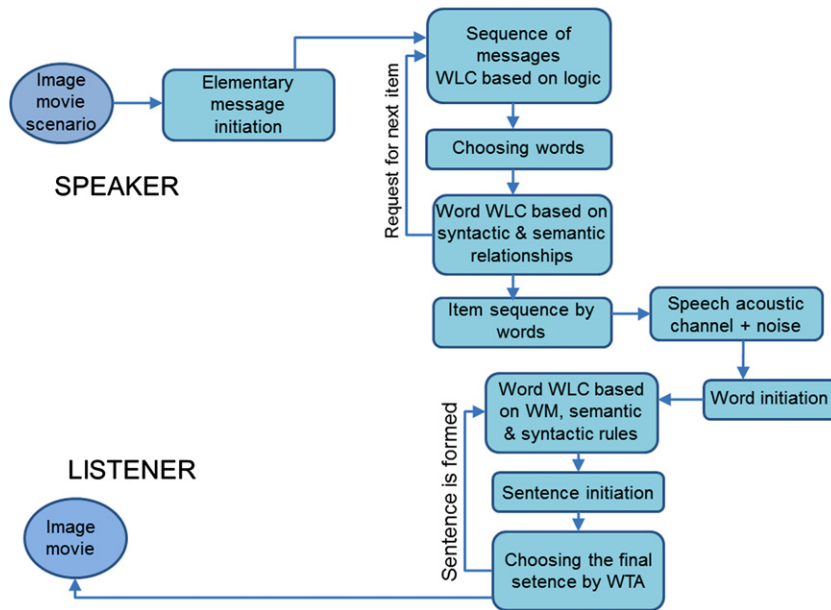 Image
movie
scenario
Elementary
message
initiation
Sequence of
messages
WLC based on logic
SPEAKER
Request for next item
Choosing words
Word WLC based on
syntactic & semantic
relationships
Item sequence by
words
Speech acoustic
channel + noise
Word initiation
Word WLC based
on WM, semantic
& syntactic rules
Sentence is formed
LISTENER
Sentence initiation
Image
movie
Choosing the final
setence by WTA